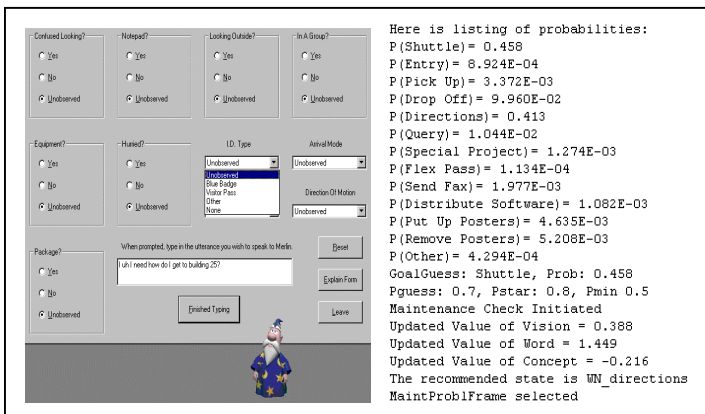 Confused Looking?
Yes
No
Unobserved
Notepad?
Yes
No
Unobserved
Looking Outside?
Yes
No
Unobserved
In A Group?
Yes
No
Unobserved
Equipment?
Yes
No
Unobserved
Hurried?
Yes
No
Unobserved
I.D. Type
Unobserved
Unobserved
Blue Badge
Visitor Pass
Other
None
Arrival Mode
Unobserved
Direction Of Motion
Unobserved
Package?
Yes
No
Unobserved
When prompted, type in the utterance you wish to speak to Merlin.
I uh I need how do I get to building 25?
Finished Typing
Reset
Explain Form
Leave
Here is listing of probabilities:
P(Shuttle)= 0.458
P(Entry)= 8.924E-04
P(Pick Up)= 3.372E-03
P(Drop Off)= 9.960E-02
P(Directions)= 0.413
P(Query)= 1.044E-02
P(Special Project)= 1.274E-03
P(Flex Pass)= 1.134E-04
P(Send Fax)= 1.977E-03
P(Distribute Software)= 1.082E-03
P(Put Up Posters)= 4.635E-03
P(Remove Posters)= 5.208E-03
P(Other)= 4.294E-04
GoalGuess: Shuttle, Prob: 0.458
Pguess: 0.7, Pstar: 0.8, Pmin 0.5
Maintenance Check Initiated
Updated Value of Vision = 0.388
Updated Value of Word = 1.449
Updated Value of Concept = -0.216
The recommended state is WN_directions
MaintProblFrame selected